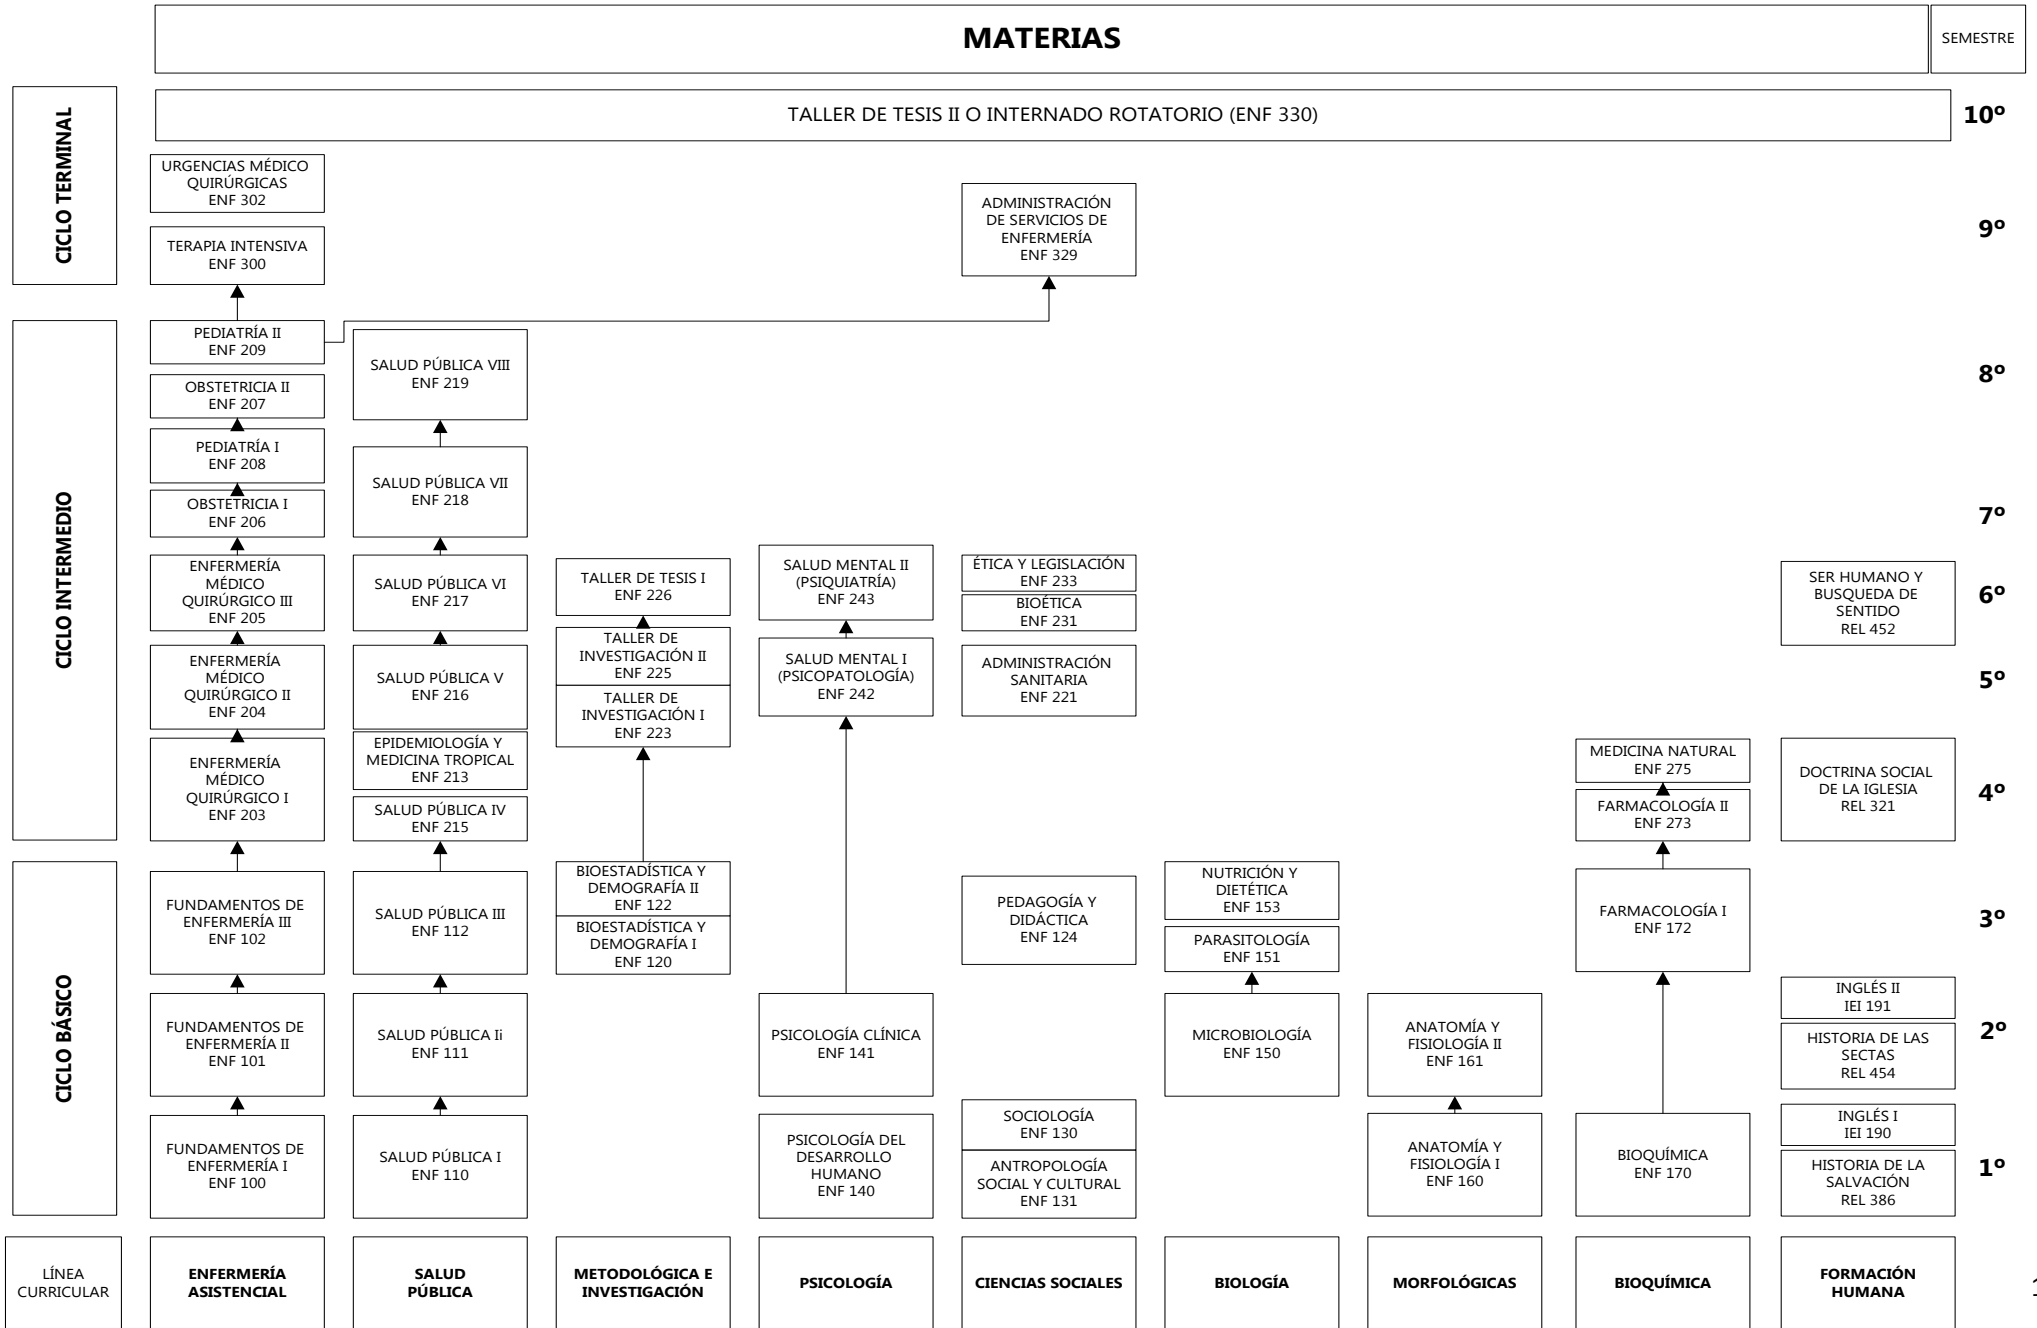 MATERIAS
SEMESTRE
CICLO TERMINAL
TALLER DE TESIS II O INTERNADO ROTATORIO (ENF 330)
10º
URGENCIAS MÉDICO
QUIRÚRGICAS
ENF 302
TERAPIA INTENSIVA
ENF 300
ADMINISTRACIÓN
DE SERVICIOS DE
ENFERMERÍA
ENF 329
9º
CICLO INTERMEDIO
PEDIATRÍA II
ENF 209
OBSTETRICIA II
ENF 207
SALUD PÚBLICA VIII
ENF 219
8º
PEDIATRÍA I
ENF 208
OBSTETRICIA I
ENF 206
SALUD PÚBLICA VII
ENF 218
7º
ENFERMERÍA
MÉDICO
QUIRÚRGICO III
ENF 205
SALUD PÚBLICA VI
ENF 217
TALLER DE TESIS I
ENF 226
SALUD MENTAL II
(PSIQUIATRÍA)
ENF 243
ÉTICA Y LEGISLACIÓN
ENF 233
BIOÉTICA
ENF 231
SER HUMANO Y
BUSQUEDA DE
SENTIDO
REL 452
6º
ENFERMERÍA
MÉDICO
QUIRÚRGICO II
ENF 204
SALUD PÚBLICA V
ENF 216
TALLER DE
INVESTIGACIÓN II
ENF 225
TALLER DE
INVESTIGACIÓN I
ENF 223
SALUD MENTAL I
(PSICOPATOLOGÍA)
ENF 242
ADMINISTRACIÓN
SANITARIA
ENF 221
5º
ENFERMERÍA
MÉDICO
QUIRÚRGICO I
ENF 203
EPIDEMIOLOGÍA Y
MEDICINA TROPICAL
ENF 213
SALUD PÚBLICA IV
ENF 215
MEDICINA NATURAL
ENF 275
FARMACOLOGÍA II
ENF 273
DOCTRINA SOCIAL
DE LA IGLESIA
REL 321
4º
CICLO BÁSICO
FUNDAMENTOS DE
ENFERMERÍA III
ENF 102
SALUD PÚBLICA III
ENF 112
BIOESTADÍSTICA Y
DEMOGRAFÍA II
ENF 122
BIOESTADÍSTICA Y
DEMOGRAFÍA I
ENF 120
PEDAGOGÍA Y
DIDÁCTICA
ENF 124
NUTRICIÓN Y
DIETÉTICA
ENF 153
PARASITOLOGÍA
ENF 151
FARMACOLOGÍA I
ENF 172
3º
FUNDAMENTOS DE
ENFERMERÍA II
ENF 101
SALUD PÚBLICA Ii
ENF 111
PSICOLOGÍA CLÍNICA
ENF 141
MICROBIOLOGÍA
ENF 150
ANATOMÍA Y
FISIOLOGÍA II
ENF 161
INGLÉS II
IEI 191
HISTORIA DE LAS
SECTAS
REL 454
2º
FUNDAMENTOS DE
ENFERMERÍA I
ENF 100
SALUD PÚBLICA I
ENF 110
PSICOLOGÍA DEL
DESARROLLO
HUMANO
ENF 140
SOCIOLOGÍA
ENF 130
ANTROPOLOGÍA
SOCIAL Y CULTURAL
ENF 131
ANATOMÍA Y
FISIOLOGÍA I
ENF 160
BIOQUÍMICA
ENF 170
INGLÉS I
IEI 190
HISTORIA DE LA
SALVACIÓN
REL 386
1º
LÍNEA
CURRICULAR
ENFERMERÍA
ASISTENCIAL
SALUD
PÚBLICA
METODOLÓGICA E
INVESTIGACIÓN
PSICOLOGÍA
CIENCIAS SOCIALES
BIOLOGÍA
MORFOLÓGICAS
BIOQUÍMICA
FORMACIÓN
HUMANA